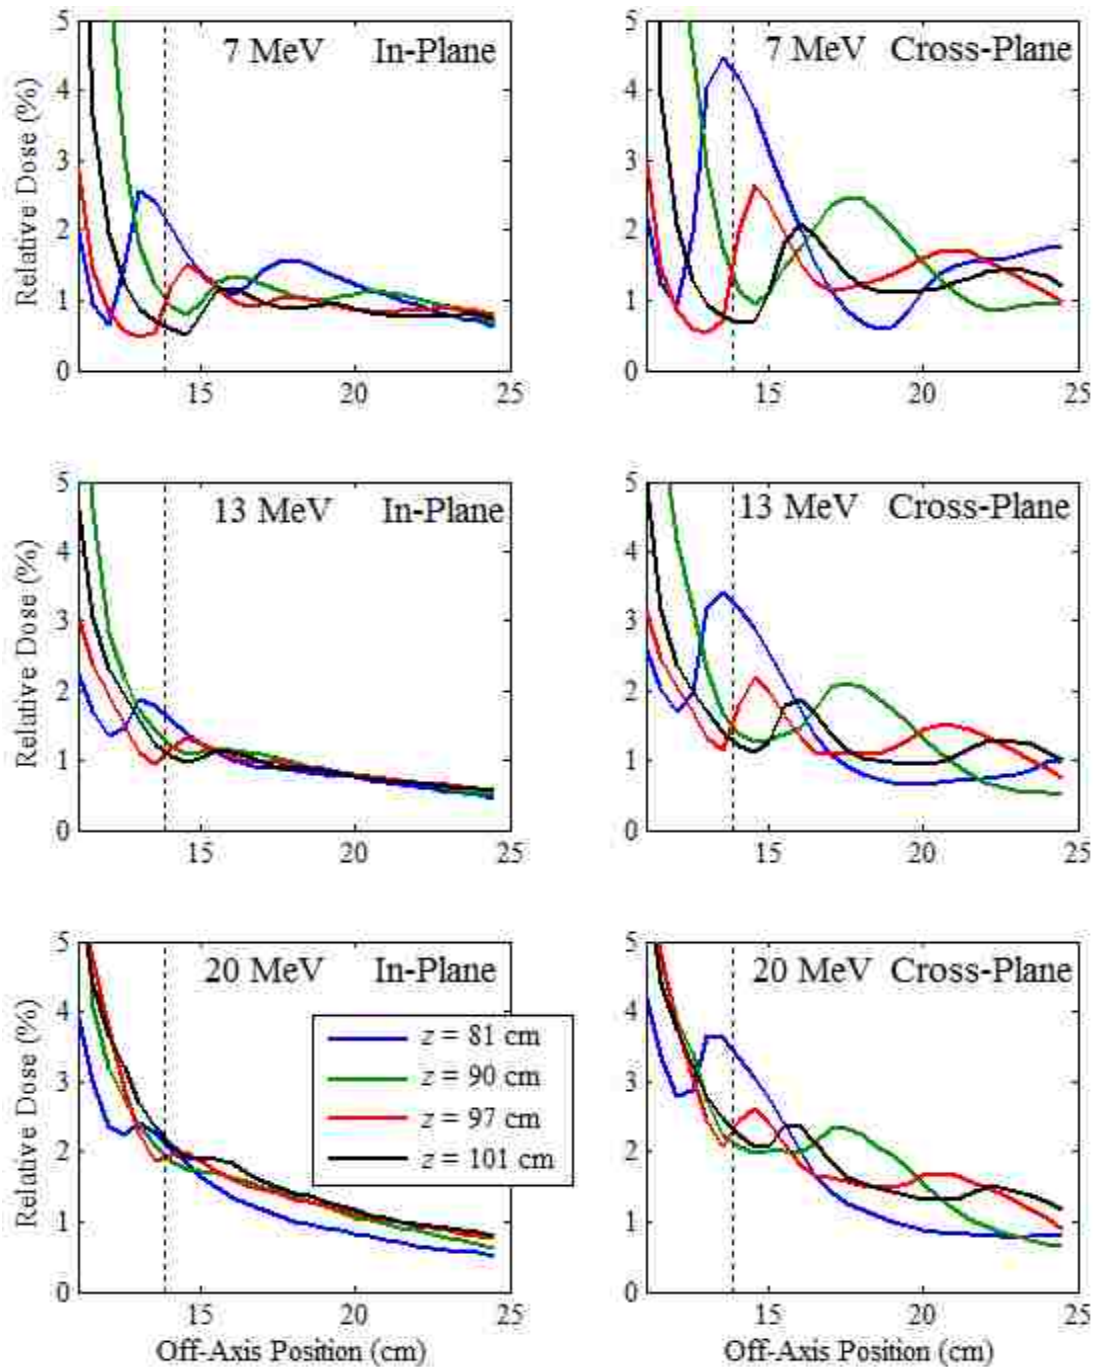 7 MeV In-Plane
Relative Dose (%)
5
4
3
2
1
0
15 20 25
7 MeV Cross-Plane
5
4
3
2
1
0
15 20 25
13 MeV In-Plane
Relative Dose (%)
5
4
3
2
1
0
15 20 25
13 MeV Cross-Plane
5
4
3
2
1
0
15 20 25
20 MeV In-Plane
Relative Dose (%)
5
4
3
2
1
0
z = 81 cm
z = 90 cm
z = 97 cm
z = 101 cm
15 20 25
Off-Axis Position (cm)
20 MeV Cross-Plane
5
4
3
2
1
0
15 20 25
Off-Axis Position (cm)